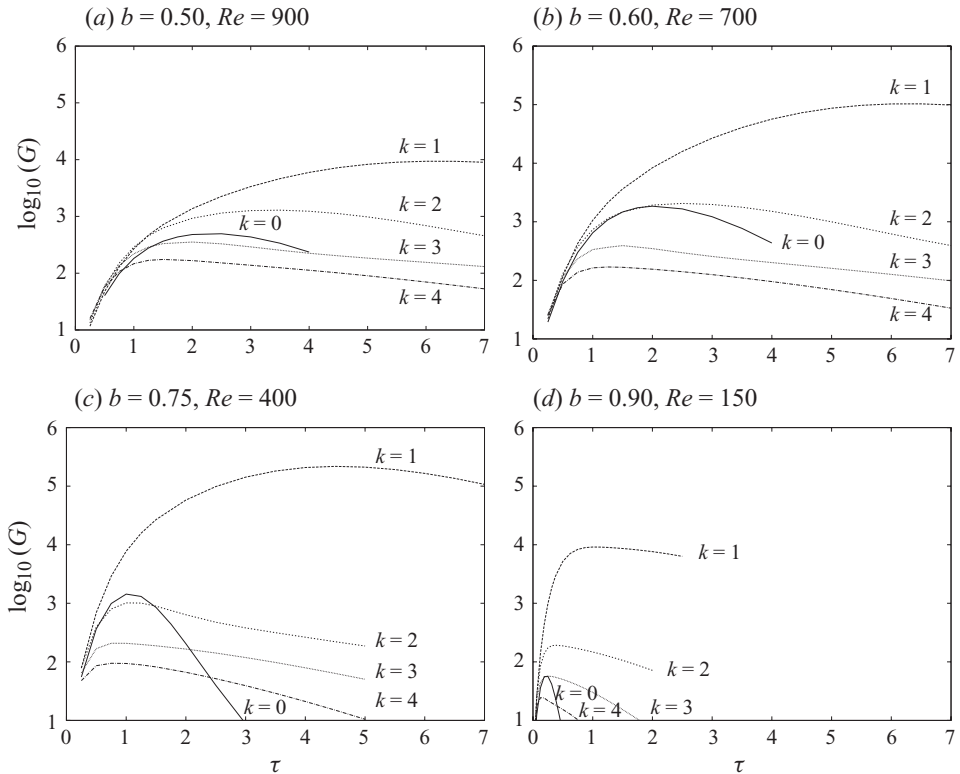 (a) b = 0.50, Re = 900
(b) b = 0.60, Re = 700
6
5
4
3
2
1
log10(G)
k = 1
k = 2
k = 0
k = 3
k = 4
0 1 2 3 4 5 6 7
6
5
4
3
2
1
k = 1
k = 2
k = 0
k = 3
k = 4
0 1 2 3 4 5 6 7
(c) b = 0.75, Re = 400
(d) b = 0.90, Re = 150
6
5
4
3
2
1
log10(G)
k = 1
k = 2
k = 3
k = 4
k = 0
0 1 2 3 4 5 6 7
τ
6
5
4
3
2
1
k = 1
k = 2
k = 0
k = 3
k = 4
0 1 2 3 4 5 6 7
τ